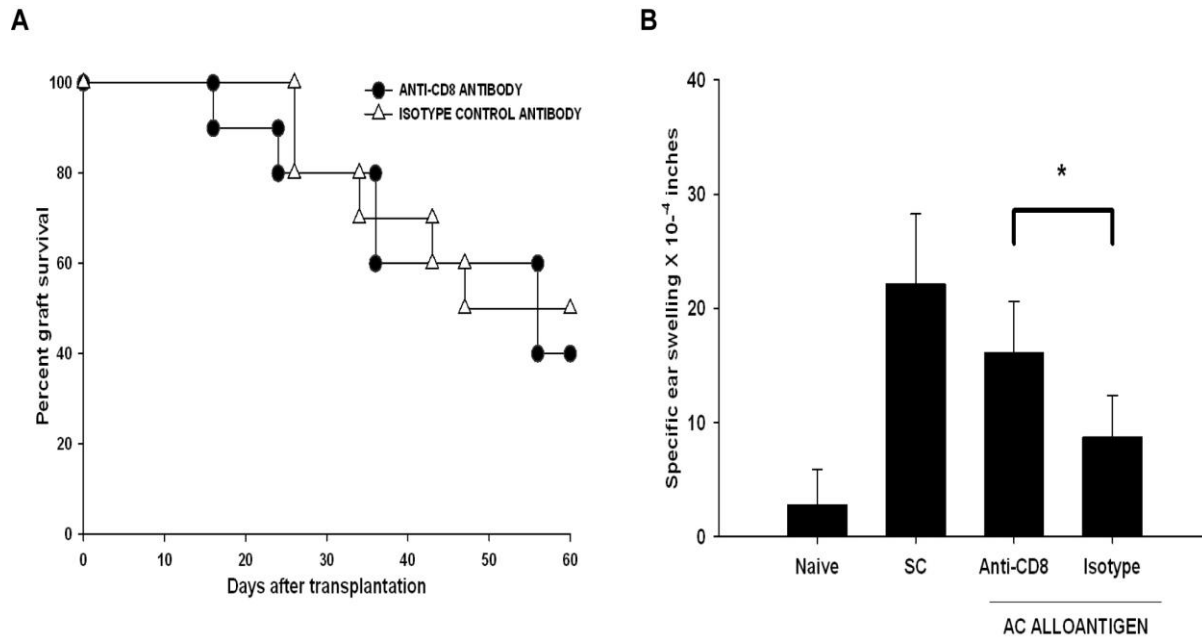 A
100
80
60
40
20
0
Percent graft survival
ANTI-CD8 ANTIBODY
ISOTYPE CONTROL ANTIBODY
0 10 20 30 40 50 60
Days after transplantation
B
40
30
20
10
0
Specific ear swelling X 10-⁴ inches
*
Naive SC Anti-CD8 Isotype
AC ALLOANTIGEN